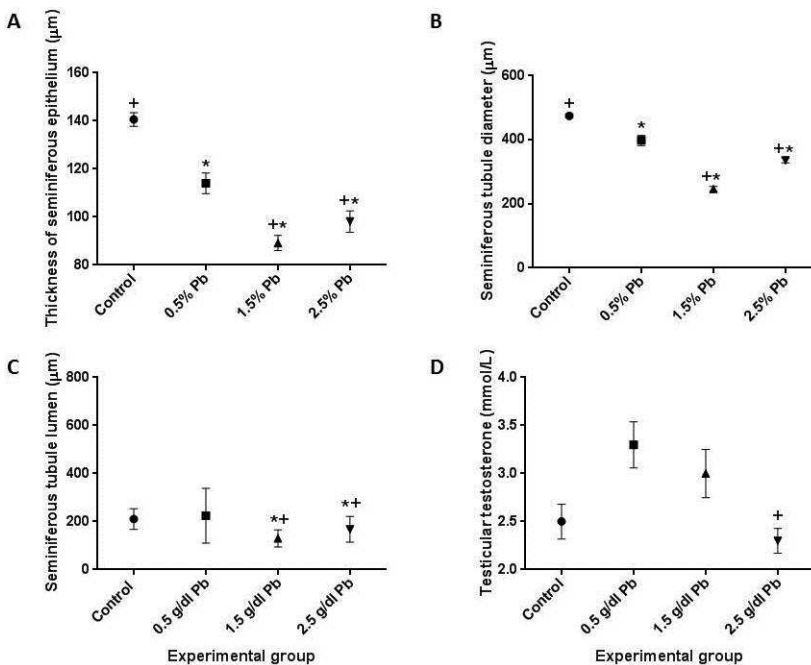 A
Thickness of seminiferous epithelium (μm)
160
140
120
100
80
+
*
+*
+*
Control
0.5% Pb
1.5% Pb
2.5% Pb
B
Seminiferous tubule diameter (μm)
600
400
200
0
+
*
+*
+*
Control
0.5% Pb
1.5% Pb
2.5% Pb
C
Seminiferous tubule lumen (μm)
800
600
400
200
0
*+
*+
Control
0.5 g/dl Pb
1.5 g/dl Pb
2.5 g/dl Pb
Experimental group
D
Testicular testosterone (mmol/L)
4.0
3.5
3.0
2.5
2.0
+
Control
0.5 g/dl Pb
1.5 g/dl Pb
2.5 g/dl Pb
Experimental group